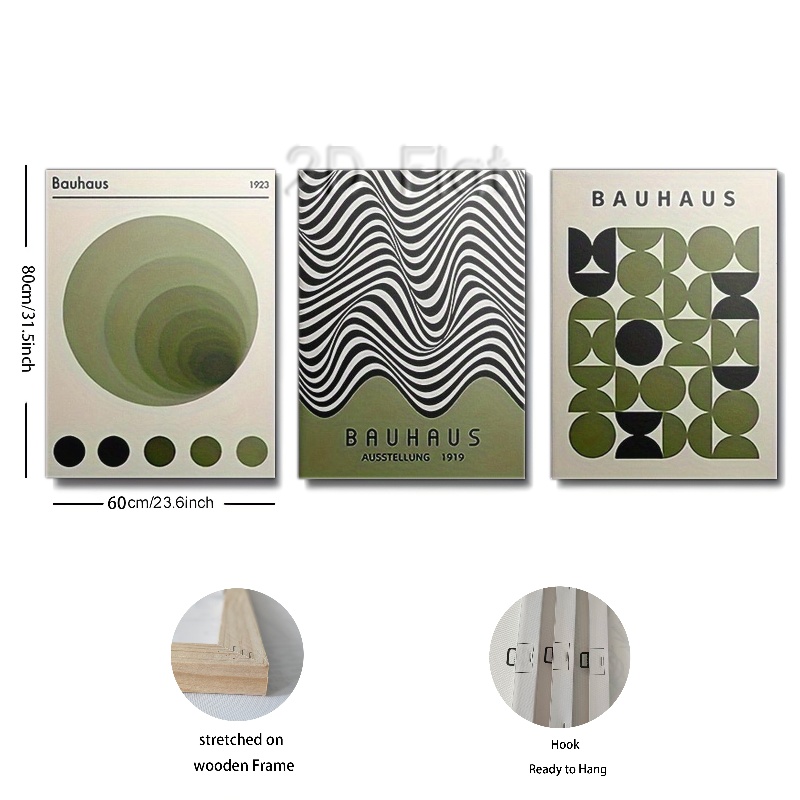 2D Flat
Bauhaus 1923
BAUHAUS
BAUHAUS
AUSSTELLUNG 1919
80cm/31.5inch
60cm/23.6inch
stretched on
wooden Frame
Hook
Ready to Hang